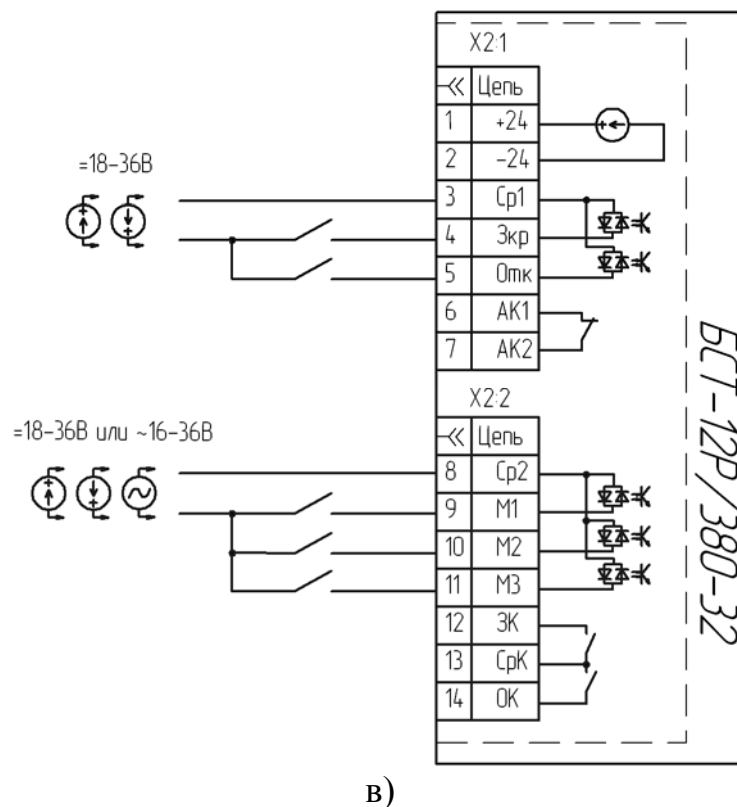 X2:1
Цепь
1 +24
2 -24
=18-36В
3 Ср1
4 Зкр
5 Отк
6 АК1
7 АК2
X2:2
Цепь
=18-36В или ~16-36В
8 Ср2
9 М1
10 М2
11 М3
12 ЗК
13 СрК
14 ОК
БСТ-12Р/380-32
в)